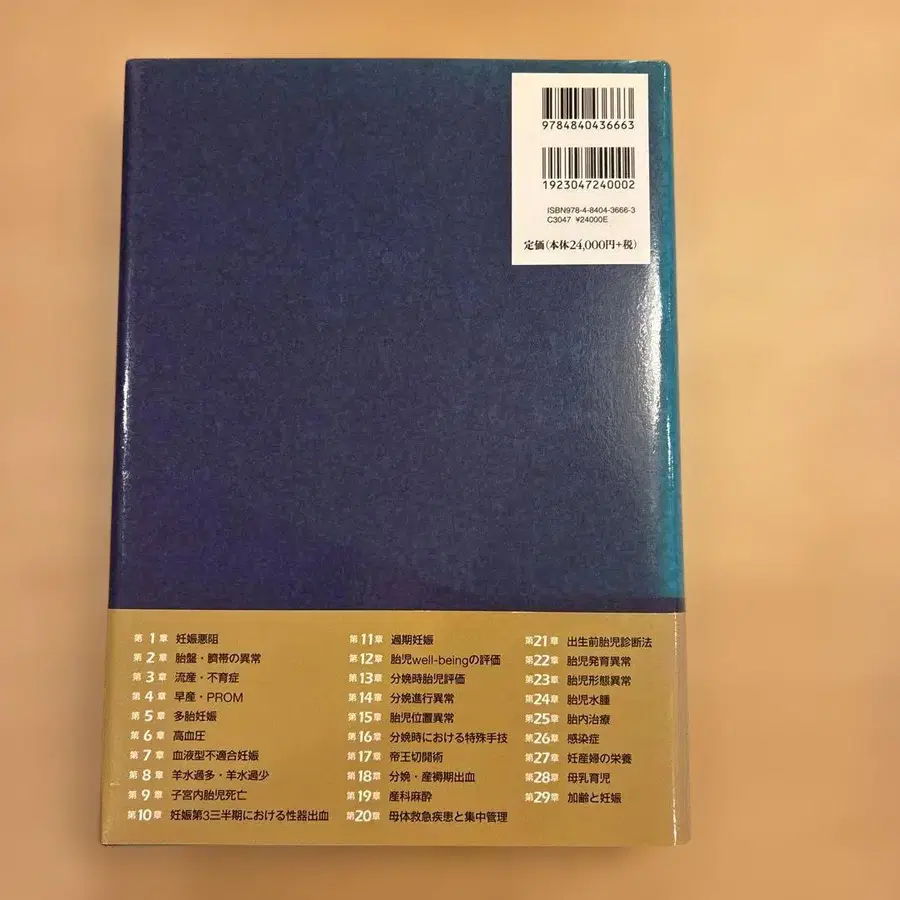 9784840436663
1923047240002
ISBN978-4-8404-3666-3
C3047 ¥24000E
定価(本体24,000円+税)
第1章 妊娠悪阻
第2章 胎盤・臍帯の異常
第3章 流産・不育症
第4章 早産・PROM
第5章 多胎妊娠
第6章 高血圧
第7章 血液型不適合妊娠
第8章 羊水過多・羊水過少
第9章 子宮内胎児死亡
第10章 妊娠第3三半期における性器出血
第11章 過期妊娠
第12章 胎児well-beingの評価
第13章 分娩時胎児評価
第14章 分娩進行異常
第15章 胎児位置異常
第16章 分娩時における特殊手技
第17章 帝王切開術
第18章 分娩・産褥期出血
第19章 産科麻酔
第20章 母体救急疾患と集中管理
第21章 出生前胎児診断法
第22章 胎児発育異常
第23章 胎児形態異常
第24章 胎児水腫
第25章 胎内治療
第26章 感染症
第27章 妊産婦の栄養
第28章 母乳育児
第29章 加齢と妊娠